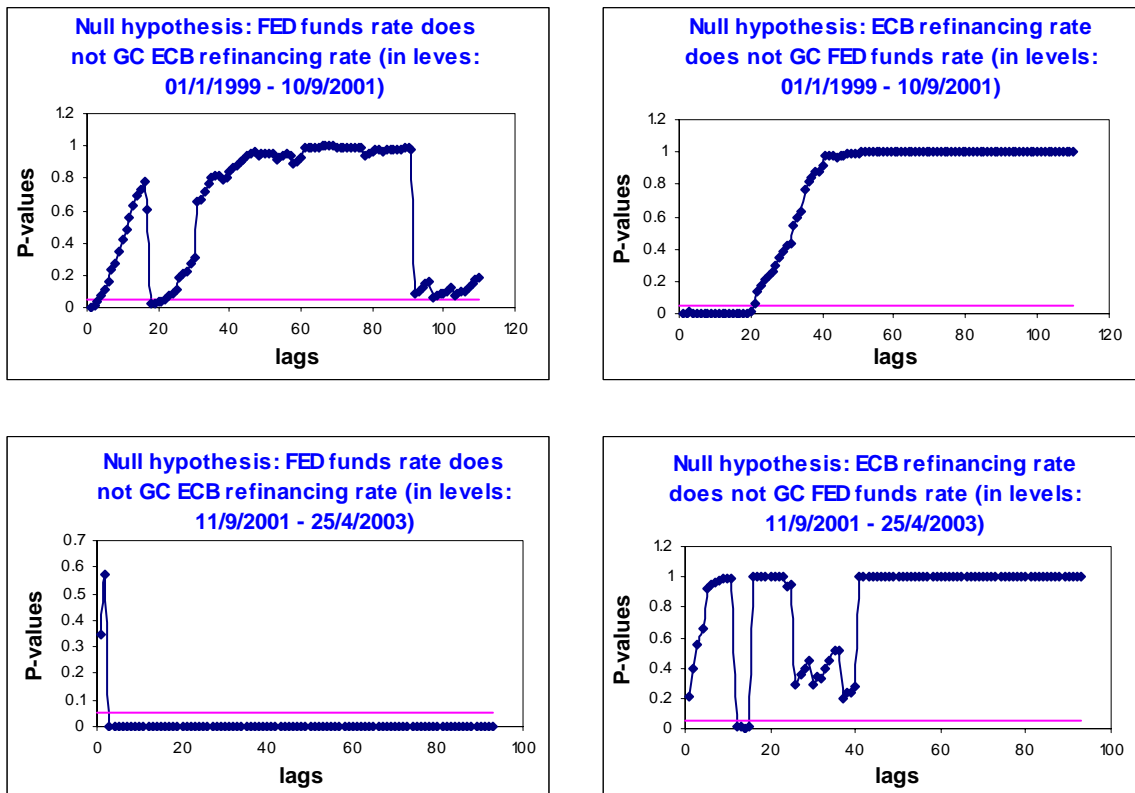 Null hypothesis: FED funds rate does
not GC ECB refinancing rate (in leves:
01/1/1999 - 10/9/2001)
1.2
1
0.8
0.6
0.4
0.2
0
P-values
0
20
40
60
80
100
120
lags
Null hypothesis: ECB refinancing rate
does not GC FED funds rate (in levels:
01/1/1999 - 10/9/2001)
1.2
1
0.8
0.6
0.4
0.2
0
P-values
0
20
40
60
80
100
120
lags
Null hypothesis: FED funds rate does
not GC ECB refinancing rate (in levels:
11/9/2001 - 25/4/2003)
0.7
0.6
0.5
0.4
0.3
0.2
0.1
0
P-values
0
20
40
60
80
100
lags
Null hypothesis: ECB refinancing rate
does not GC FED funds rate (in levels:
11/9/2001 - 25/4/2003)
1.2
1
0.8
0.6
0.4
0.2
0
P-values
0
20
40
60
80
100
lags